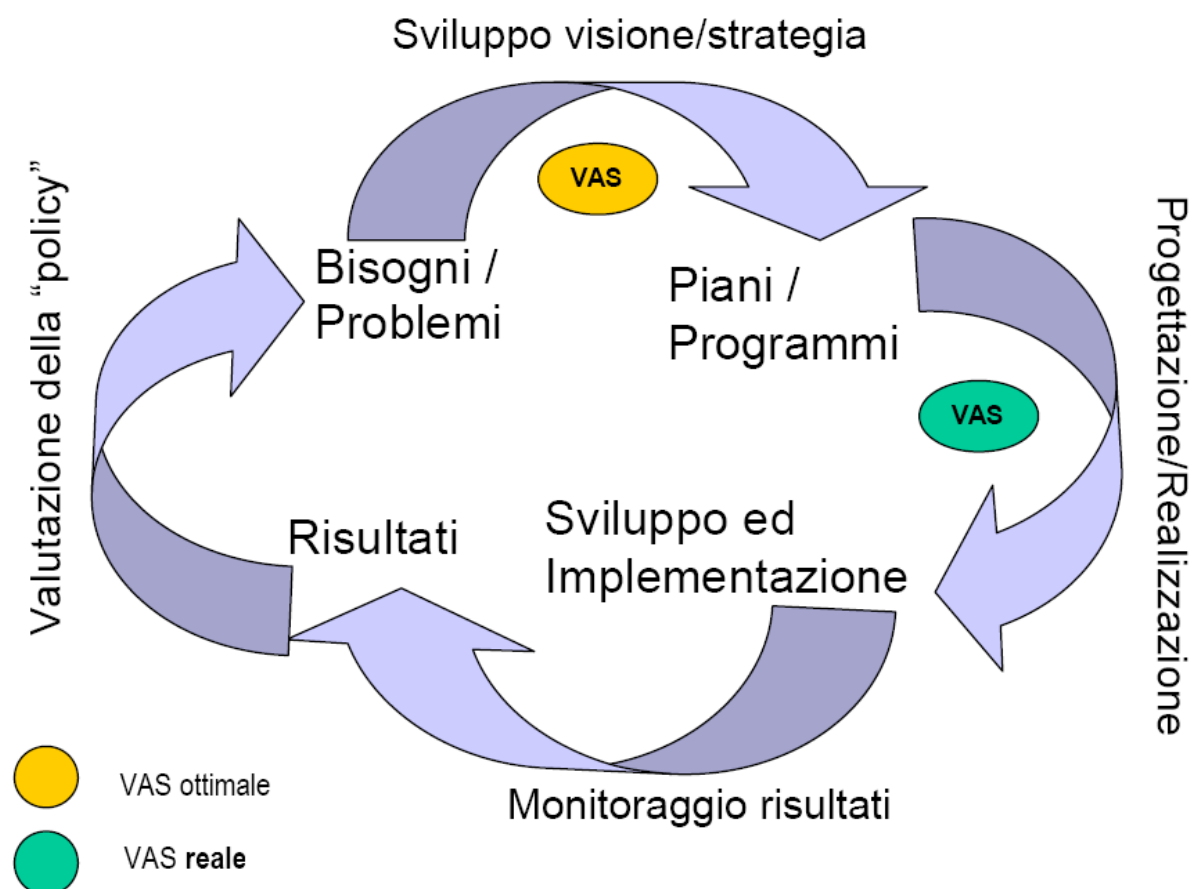 Sviluppo visione/strategia
VAS
Valutazione della “policy”
Bisogni /
Problemi
Piani /
Programmi
Progettazione/Realizzazione
VAS
Risultati
Sviluppo ed
Implementazione
Monitoraggio risultati
VAS ottimale
VAS reale